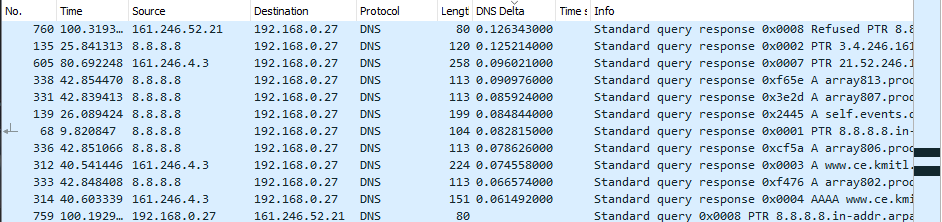 No. Time Source Destination Protocol Lengt DNS Delta Time s Info
760 100.3193… 161.246.52.21 192.168.0.27 DNS 80 0.126343000 Standard query response 0x0008 Refused PTR 8.8
135 25.841313 8.8.8.8 192.168.0.27 DNS 120 0.125214000 Standard query response 0x0002 PTR 3.4.246.161
605 80.692248 161.246.4.3 192.168.0.27 DNS 258 0.096021000 Standard query response 0x0007 PTR 21.52.246.1
338 42.854470 8.8.8.8 192.168.0.27 DNS 113 0.090976000 Standard query response 0xf65e A array813.prod
331 42.839413 8.8.8.8 192.168.0.27 DNS 113 0.085924000 Standard query response 0x3e2d A array807.prod
139 26.089424 8.8.8.8 192.168.0.27 DNS 199 0.084844000 Standard query response 0x2445 A self.events.d
68 9.820847 8.8.8.8 192.168.0.27 DNS 104 0.082815000 Standard query response 0x0001 PTR 8.8.8.8.in-
336 42.851066 8.8.8.8 192.168.0.27 DNS 113 0.078626000 Standard query response 0xcf5a A array806.prod
312 40.541446 161.246.4.3 192.168.0.27 DNS 224 0.074558000 Standard query response 0x0003 A www.ce.kmitl.
333 42.848408 8.8.8.8 192.168.0.27 DNS 113 0.066574000 Standard query response 0xf476 A array802.prod
314 40.603339 161.246.4.3 192.168.0.27 DNS 151 0.061492000 Standard query response 0x0004 AAAA www.ce.km
759 100.1929… 192.168.0.27 161.246.52.21 DNS 80 Standard query 0x0008 PTR 8.8.8.8.in-addr.arpa